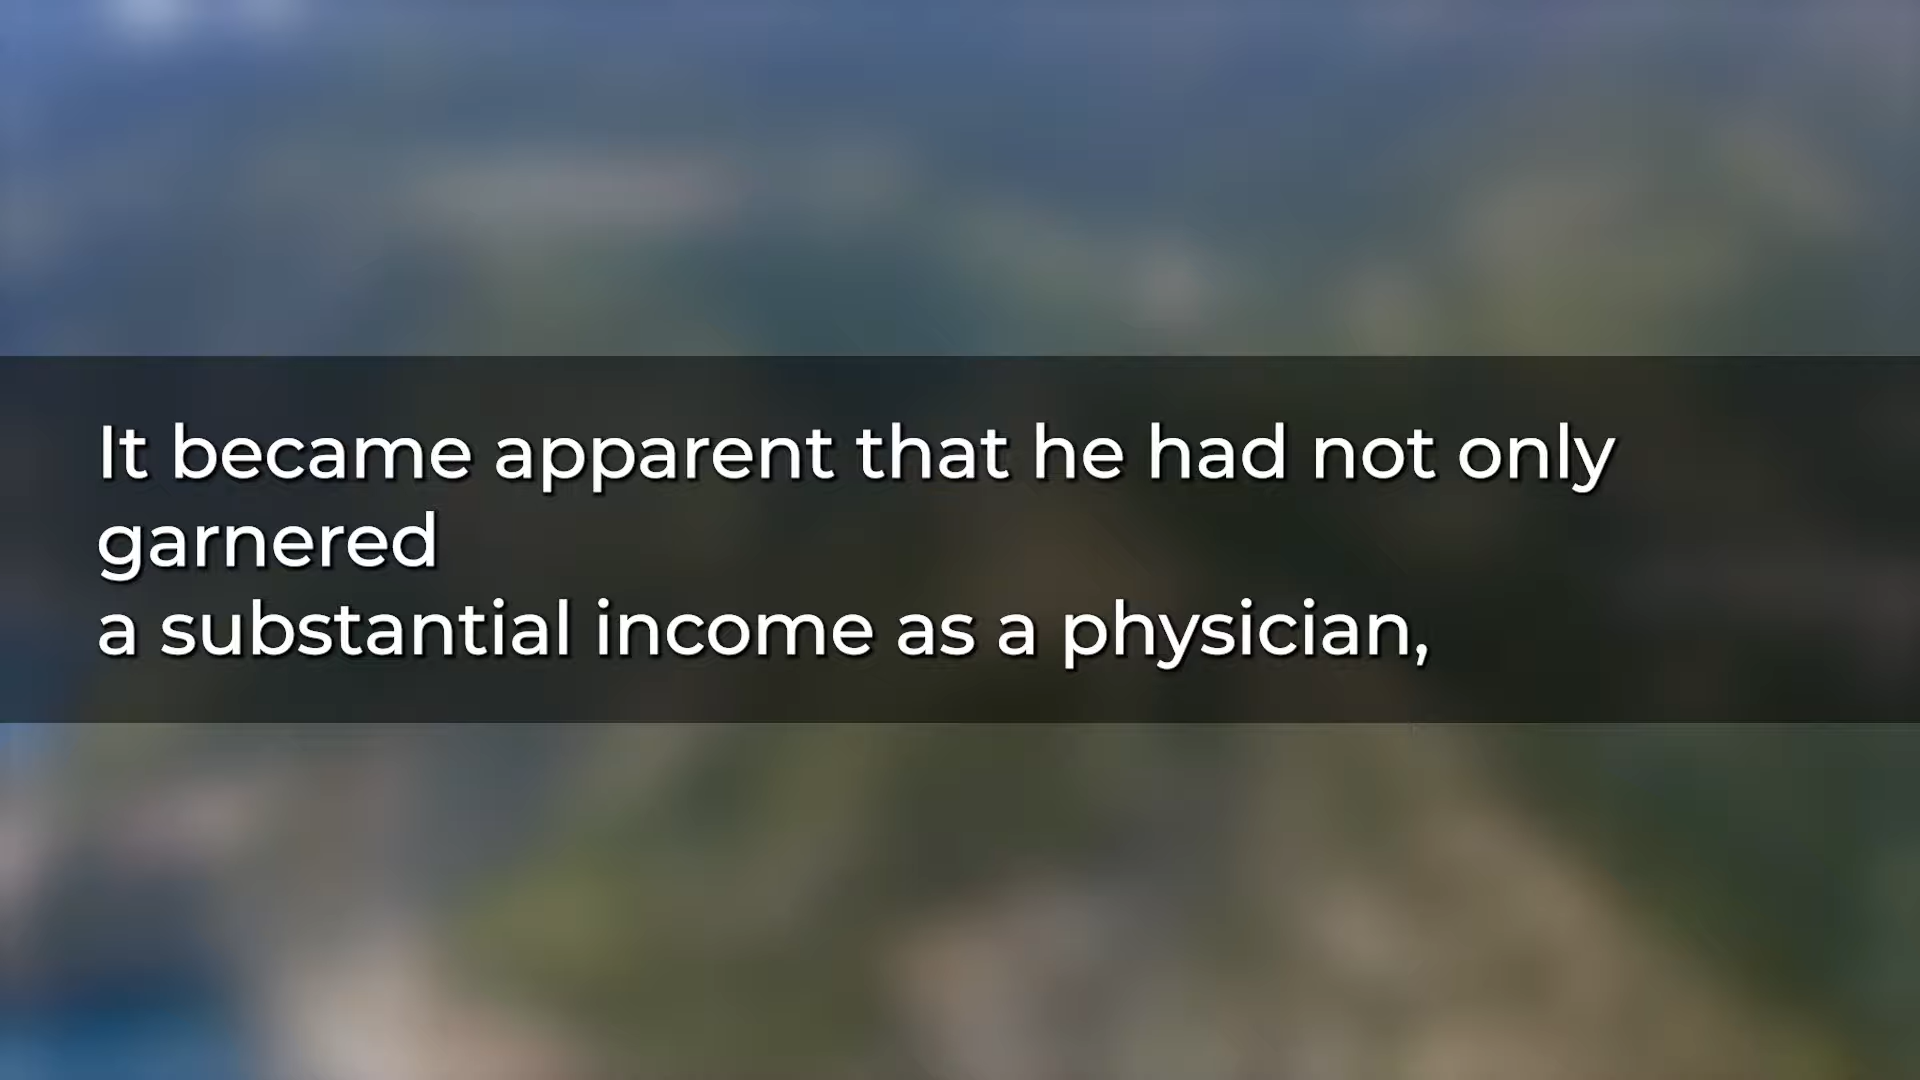 It became apparent that he had not only
garnered
a substantial income as a physician,